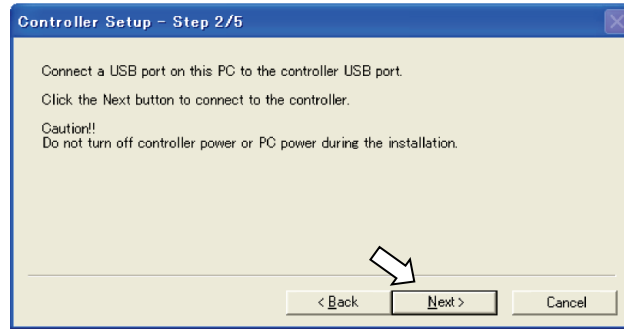 Controller Setup - Step 2/5
Connect a USB port on this PC to the controller USB port.
Click the Next button to connect to the controller.
Caution!!
Do not turn off controller power or PC power during the installation.
< Back Next > Cancel